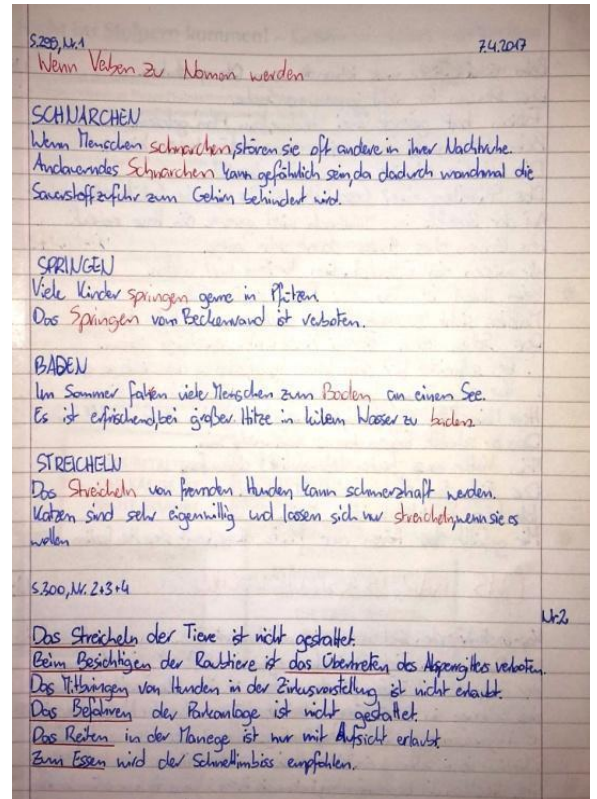 S.299, Nr.1 7.4.2017
Wenn Verben zu Nomen werden
SCHNARCHEN
Wenn Menschen schnarchen, stören sie oft andere in ihrer Nachtruhe.
Andauerndes Schnarchen kann gefährlich sein, da dadurch manchmal die
Sauerstoffzufuhr zum Gehirn behindert wird.
SPRINGEN
Viele Kinder springen gerne in Pfützen.
Das Springen vom Beckenrand ist verboten.
BADEN
Im Sommer fahren viele Menschen zum Baden an einem See.
Es ist erfrischend, bei großer Hitze in kühlem Wasser zu baden.
STREICHELN
Das Streicheln von fremden Hunden kann schmerzhaft werden.
Katzen sind sehr eigenwillig und lassen sich nur streicheln, wenn sie es
wollen
S.300, Nr. 2+3+4
Nr.2
Das Streicheln der Tiere ist nicht gestattet.
Beim Besichtigen der Raubtiere ist das Übertreten des Absperrgitters verboten.
Das Mitbringen von Hunden in der Zirkusvorstellung ist nicht erlaubt.
Das Befahren der Parkanlage ist nicht gestattet.
Das Reiten in der Manege ist nur mit Aufsicht erlaubt.
Zum Essen wird der Schnellimbiss empfohlen.